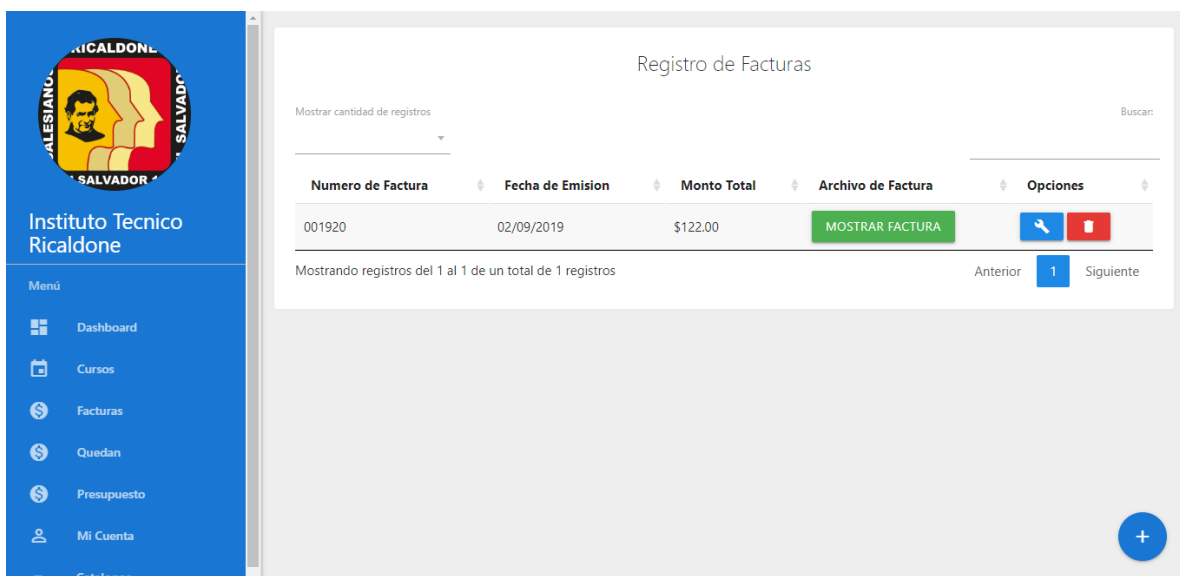 RICALDONE
SALESIANO
SALVADOR
SALVADOR
Instituto Tecnico
Ricaldone
Menú
Dashboard
Cursos
Facturas
Quedan
Presupuesto
Mi Cuenta
Registro de Facturas
Mostrar cantidad de registros
Buscar:
Numero de Factura Fecha de Emision Monto Total Archivo de Factura Opciones
001920 02/09/2019 $122.00 MOSTRAR FACTURA
Mostrando registros del 1 al 1 de un total de 1 registros
Anterior 1 Siguiente
+